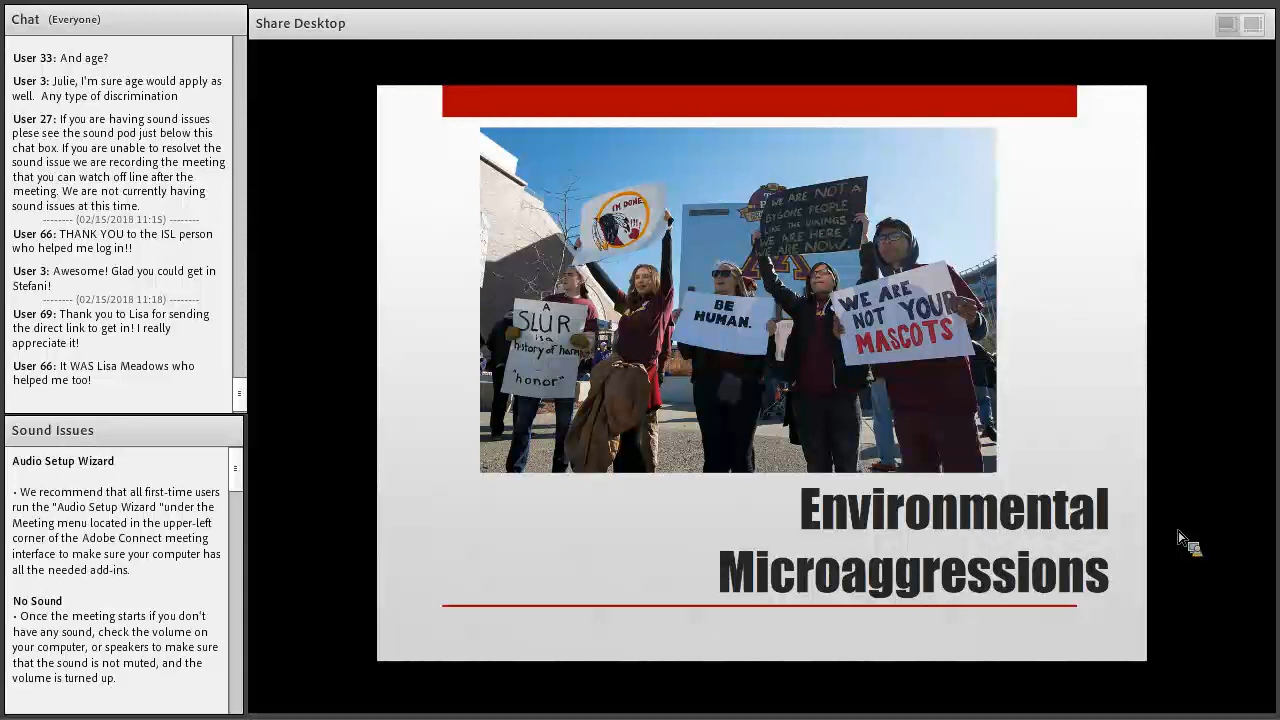 Chat (Everyone)
User 33: And age?
User 3: Julie, I'm sure age would apply as
well. Any type of discrimination
User 27: If you are having sound issues
plese see the sound pod just below this
chat box. If you are unable to resolvet the
sound issue we are recording the meeting
that you can watch off line after the
meeting. We are not currently having
sound issues at this time.
-------- (02/15/2018 11:15) --------
User 66: THANK YOU to the ISL person
who helped me log in!!
User 3: Awesome! Glad you could get in
Stefani!
-------- (02/15/2018 11:18) --------
User 69: Thank you to Lisa for sending
the direct link to get in! I really
appreciate it!
User 66: It WAS Lisa Meadows who
helped me too!
Sound Issues
Audio Setup Wizard
• We recommend that all first-time users
run the "Audio Setup Wizard "under the
Meeting menu located in the upper-left
corner of the Adobe Connect meeting
interface to make sure your computer has
all the needed add-ins.
No Sound
• Once the meeting starts if you don't
have any sound, check the volume on
your computer, or speakers to make sure
that the sound is not muted, and the
volume is turned up.
Share Desktop
I'M DONE
!!!
WE ARE NOT A
BYGONE PEOPLE
LIKE THE VIKINGS
WE ARE HERE!
WE ARE NOW.
A
SLUR
is a
history of harm
"honor"
BE
HUMAN.
WE ARE
NOT YOUR
MASCOTS
Environmental
Microaggressions